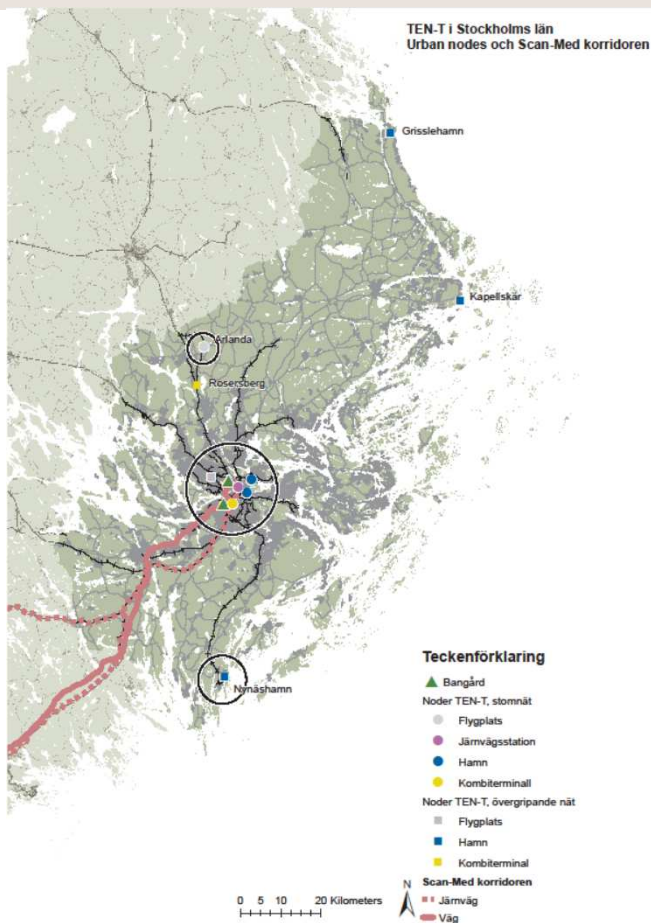 TEN-T i Stockholms län
Urban nodes och Scan-Med korridoren
Grisslehamn
Kapellskär
Arlanda
Rosersberg
Nynäshamn
Teckenförklaring
Bangård
Noder TEN-T, stomnät
Flygplats
Järnvägsstation
Hamn
Kombiterminall
Noder TEN-T, övergripande nät
Flygplats
Hamn
Kombiterminal
Scan-Med korridoren
Järnväg
Väg
N
0 5 10 20 Kilometers